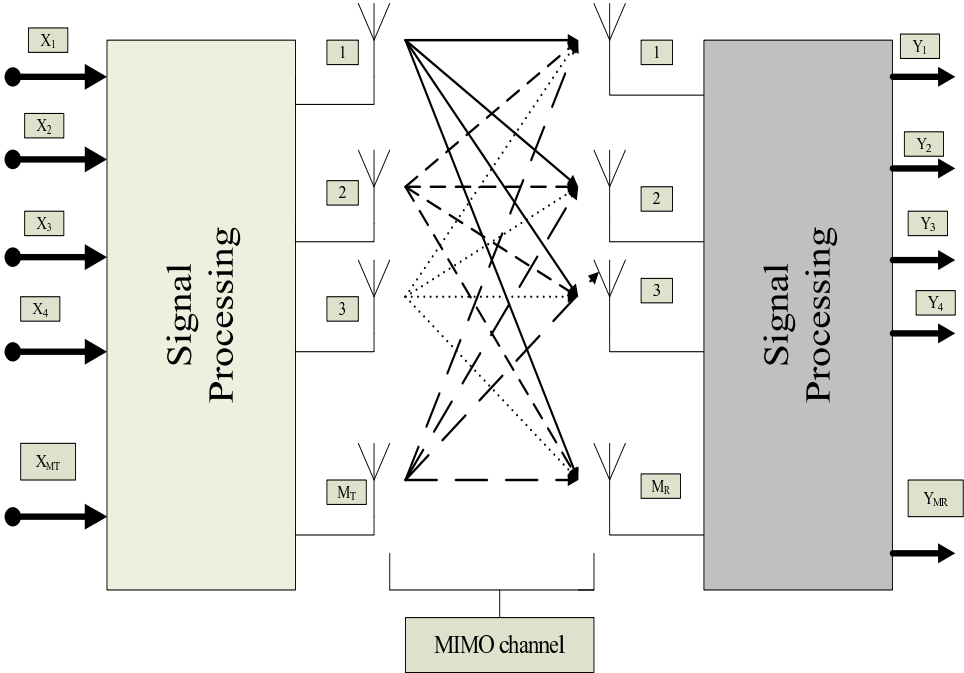 X1
X2
X3
X4
XMT
Signal
Processing
1
2
3
MT
1
2
3
MR
Signal
Processing
Y1
Y2
Y3
Y4
YMR
MIMO channel